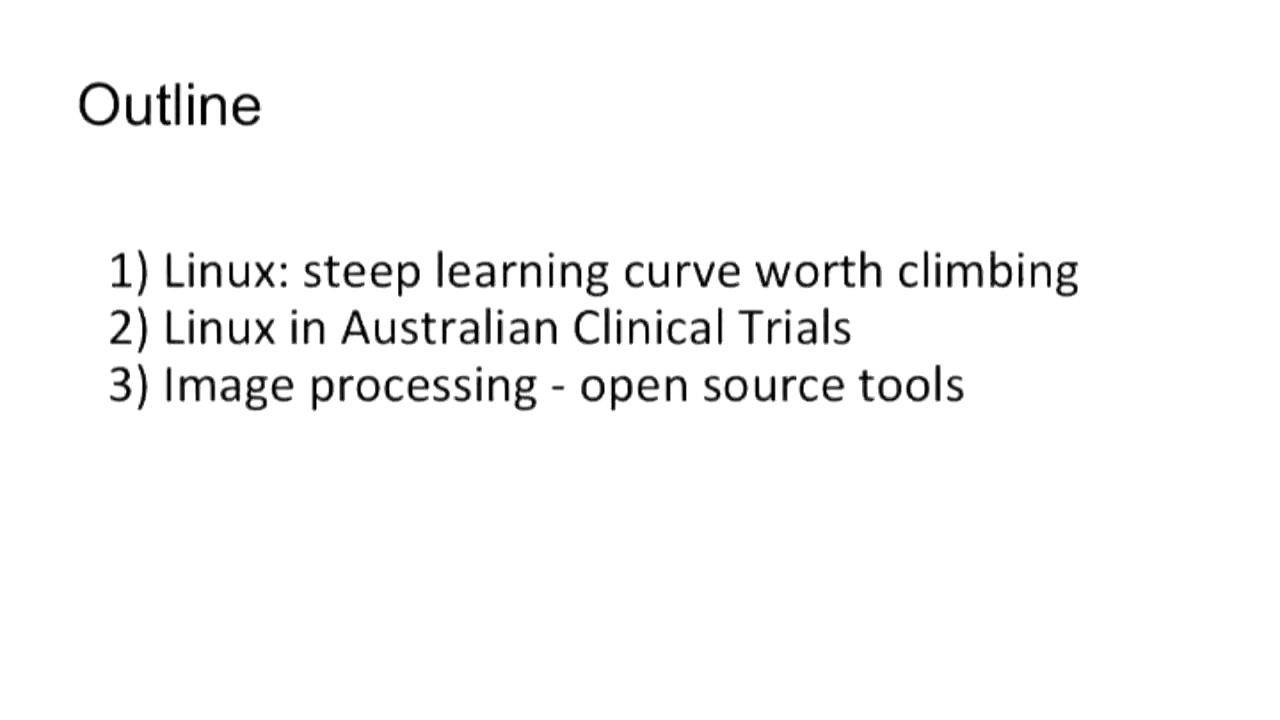 Outline
1) Linux: steep learning curve worth climbing
2) Linux in Australian Clinical Trials
3) Image processing - open source tools